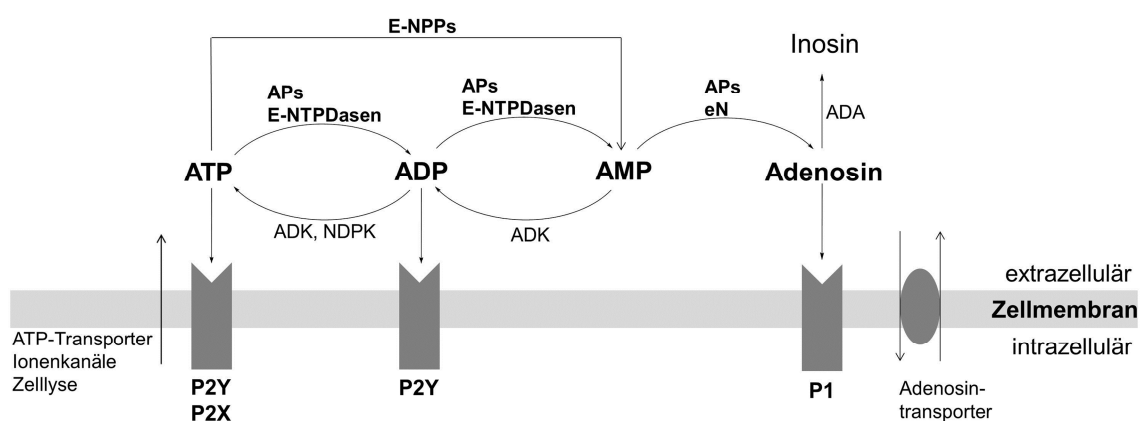 E-NPPs
Inosin
APs
E-NTPDasen
APs
E-NTPDasen
APs
eN
ADA
ATP
ADP
AMP
Adenosin
ADK, NDPK
ADK
extrazellulär
Zellmembran
intrazellulär
ATP-Transporter
Ionenkanäle
Zelllyse
P2Y
P2X
P2Y
P1
Adenosin-
transporter